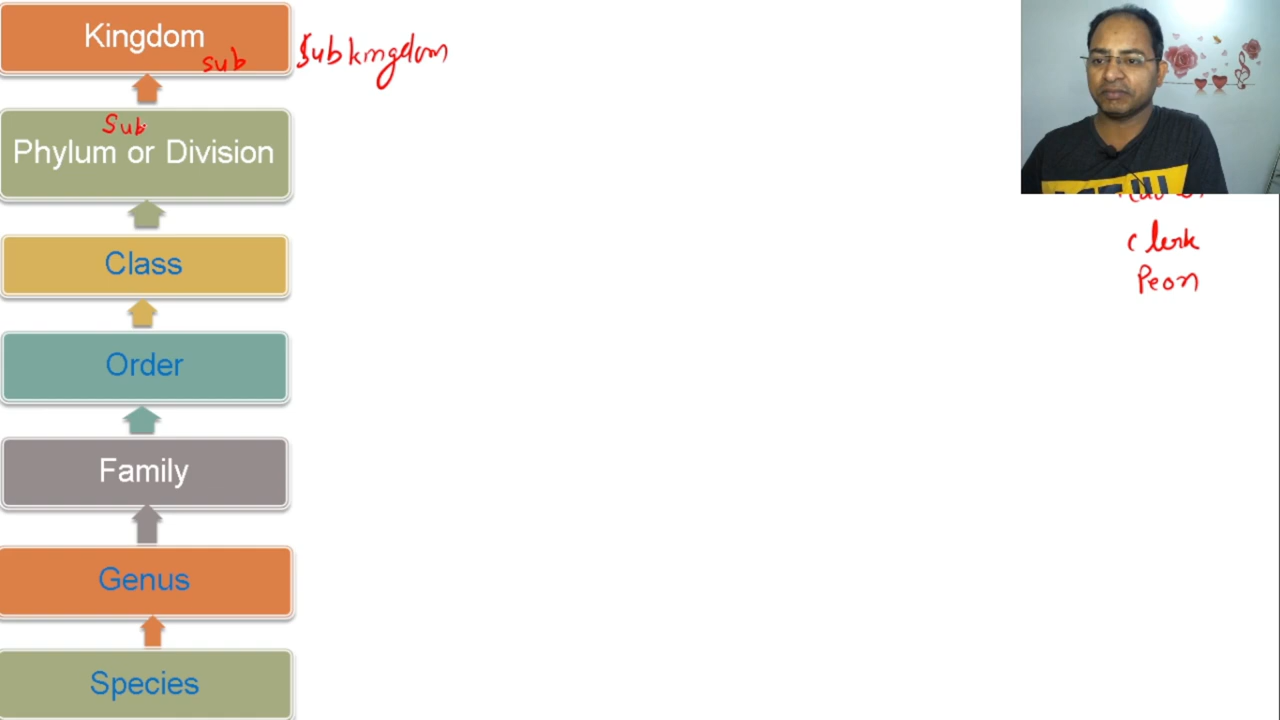 Kingdom
sub
Subkingdom
Sub
Phylum or Division
Class
Order
Family
Genus
Species
Clerk
Peon